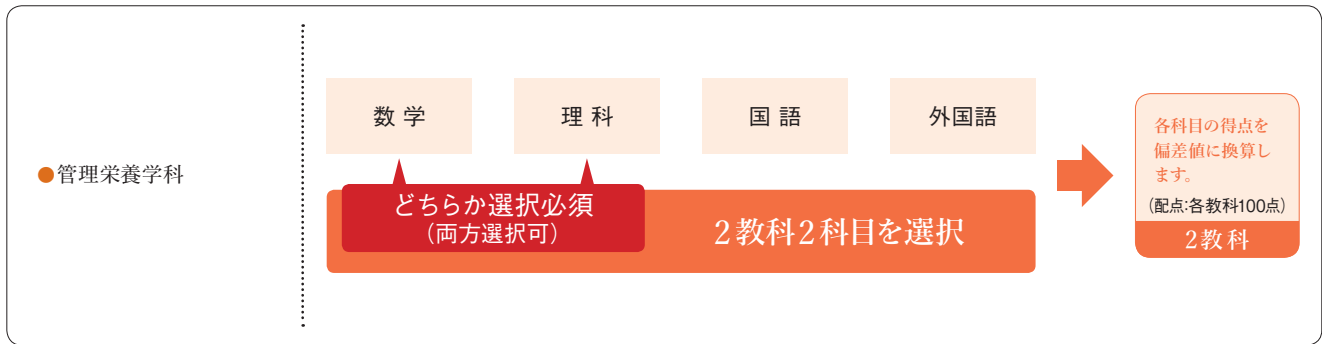 ●管理栄養学科
数学
理科
国語
外国語
どちらか選択必須
(両方選択可)
2教科2科目を選択
各科目の得点を
偏差値に換算し
ます。
(配点:各教科100点)
2教科